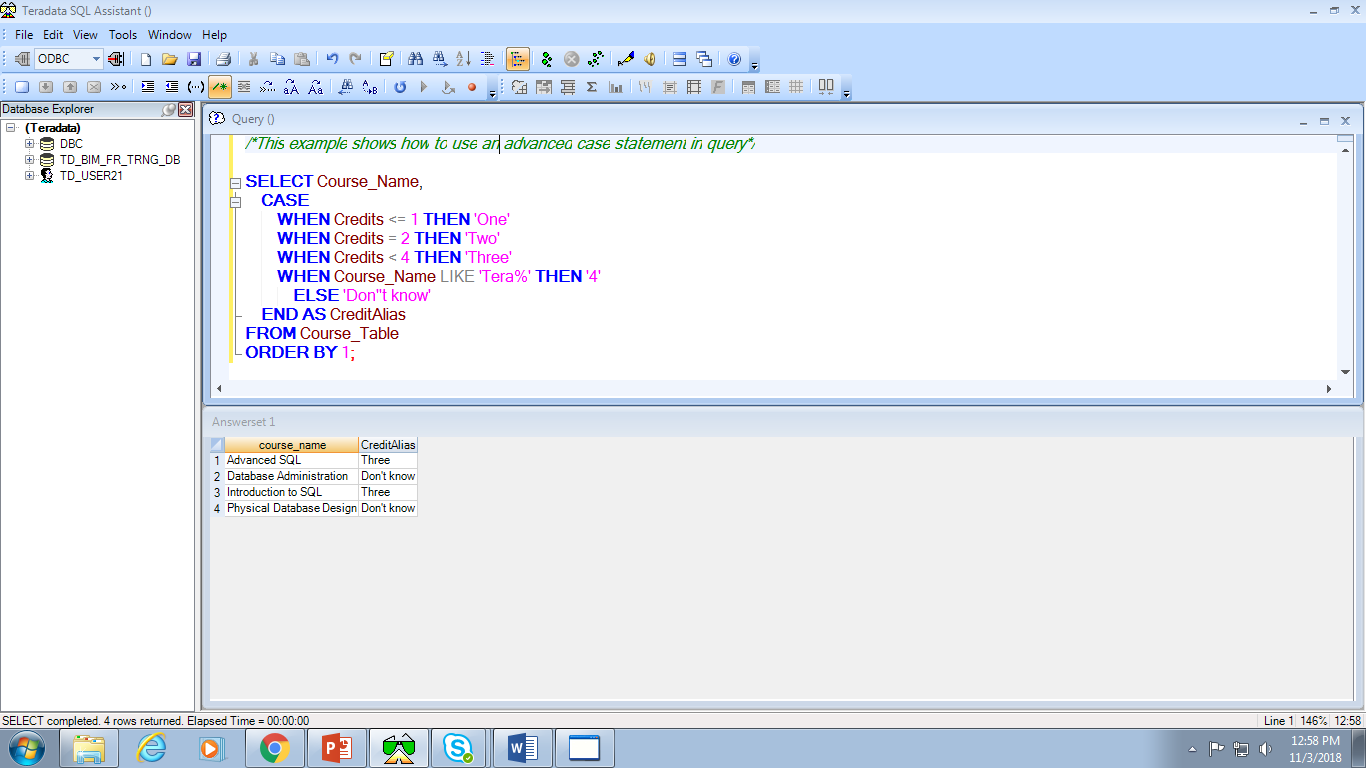 Teradata SQL Assistant ()
File Edit View Tools Window Help
ODBC
Database Explorer
(Teradata)
DBC
TD_BIM_FR_TRNG_DB
TD_USER21
Query ()
/*This example shows how to use an advanced case statement in query*/
SELECT Course_Name,
CASE
WHEN Credits <= 1 THEN 'One'
WHEN Credits = 2 THEN 'Two'
WHEN Credits < 4 THEN 'Three'
WHEN Course_Name LIKE 'Tera%' THEN '4'
ELSE 'Don''t know'
END AS CreditAlias
FROM Course_Table
ORDER BY 1;
Answerset 1
course_name CreditAlias
1 Advanced SQL Three
2 Database Administration Don't know
3 Introduction to SQL Three
4 Physical Database Design Don't know
SELECT completed. 4 rows returned. Elapsed Time = 00:00:00 Line 1 146% 12:58
12:58 PM
11/3/2018